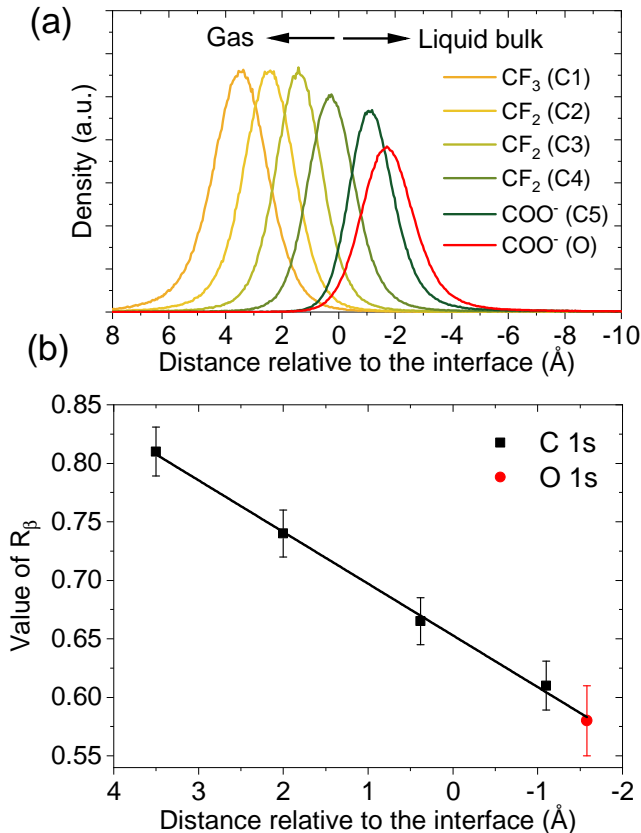 (a)
Gas
Liquid bulk
CF₃ (C1)
CF₂ (C2)
CF₂ (C3)
CF₂ (C4)
COO⁻ (C5)
COO⁻ (O)
Density (a.u.)
8 6 4 2 0 -2 -4 -6 -8 -10
Distance relative to the interface (Å)
(b)
0.85
0.80
0.75
0.70
0.65
0.60
0.55
C 1s
O 1s
Value of Rᵦ
4 3 2 1 0 -1 -2
Distance relative to the interface (Å)